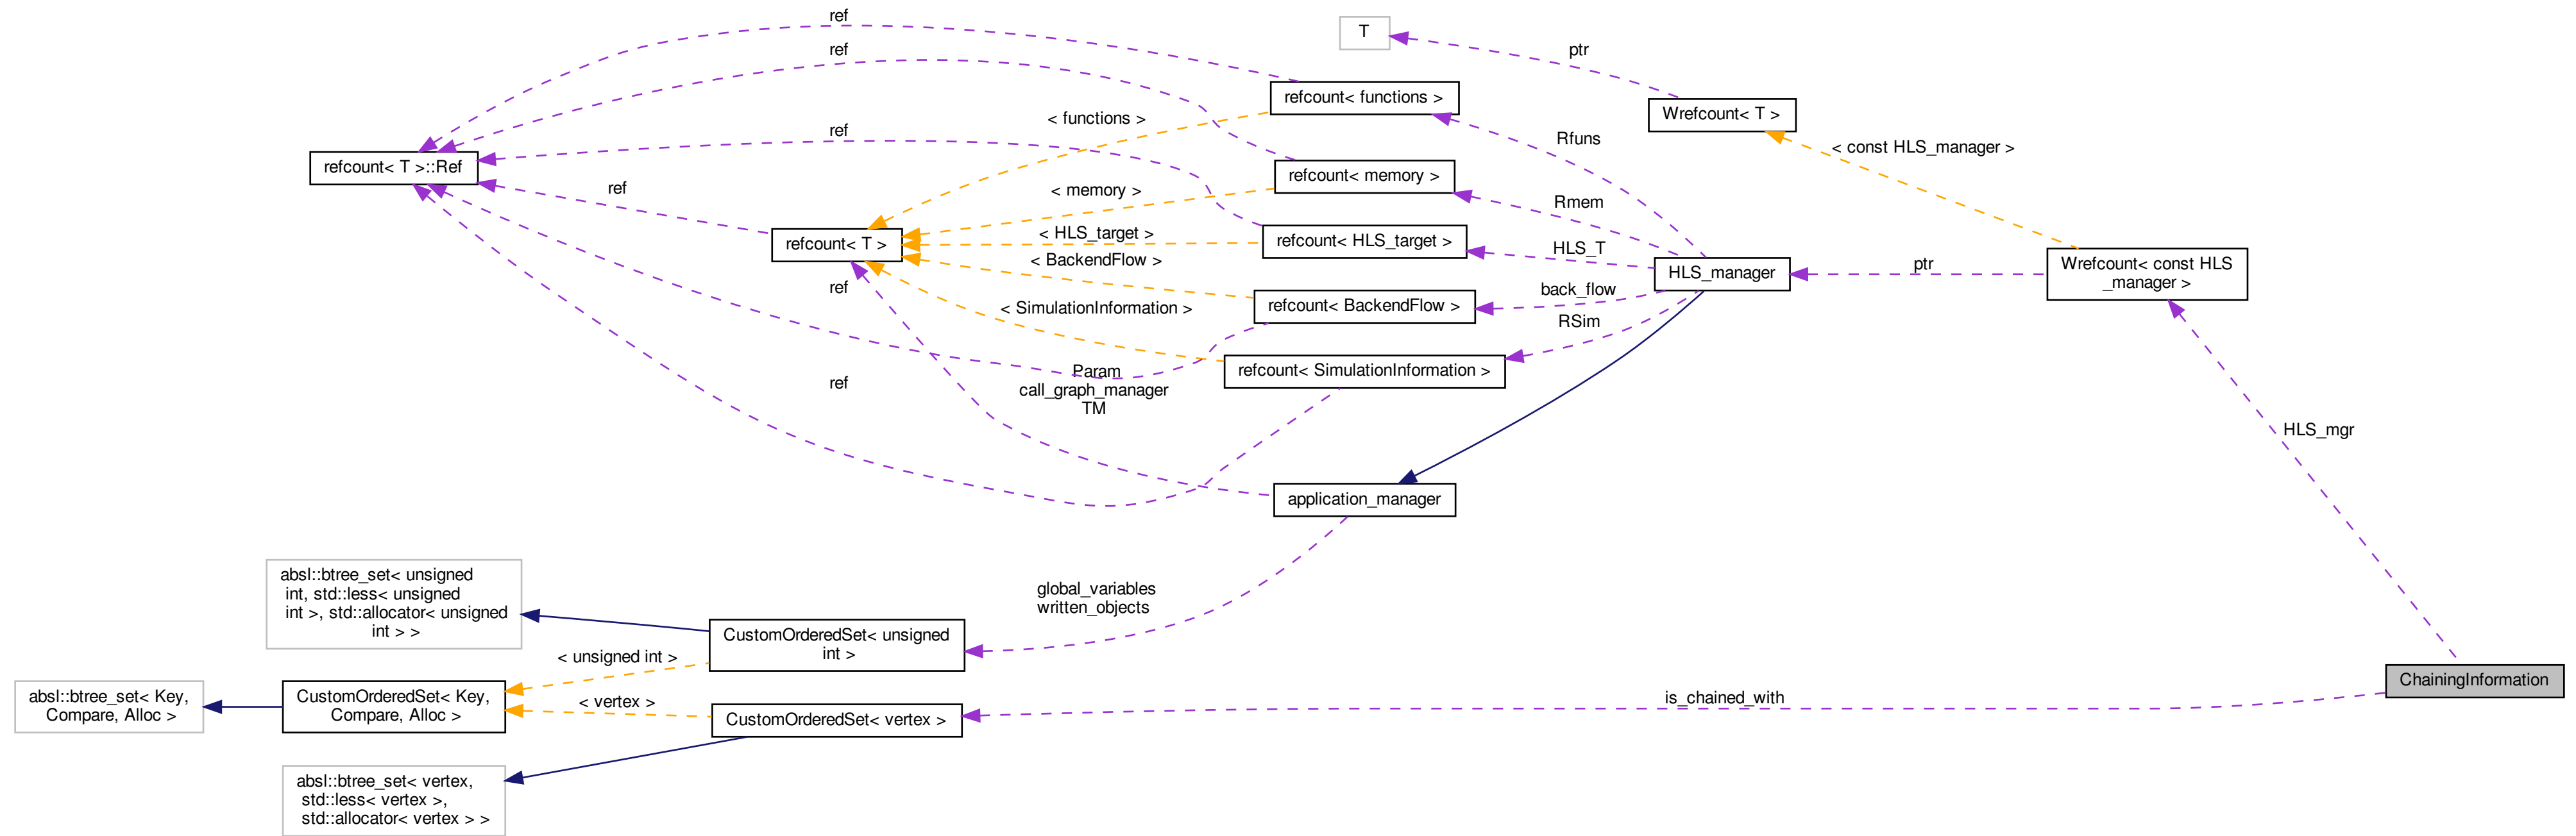 ref
T
ptr
ref
refcount< functions >
Wrefcount< T >
< functions >
ref
Rfuns
< const HLS_manager >
refcount< T >::Ref
refcount< memory >
ref
< memory >
Rmem
refcount< T >
< HLS_target >
refcount< HLS_target >
HLS_T
< BackendFlow >
HLS_manager
ptr
Wrefcount< const HLS
_manager >
ref
back_flow
< SimulationInformation >
refcount< BackendFlow >
RSim
Param
call_graph_manager
TM
refcount< SimulationInformation >
ref
HLS_mgr
application_manager
absl::btree_set< unsigned
int, std::less< unsigned
int >, std::allocator< unsigned
int > >
global_variables
written_objects
CustomOrderedSet< unsigned
int >
< unsigned int >
ChainingInformation
absl::btree_set< Key,
Compare, Alloc >
CustomOrderedSet< Key,
Compare, Alloc >
< vertex >
CustomOrderedSet< vertex >
is_chained_with
absl::btree_set< vertex,
std::less< vertex >,
std::allocator< vertex > >